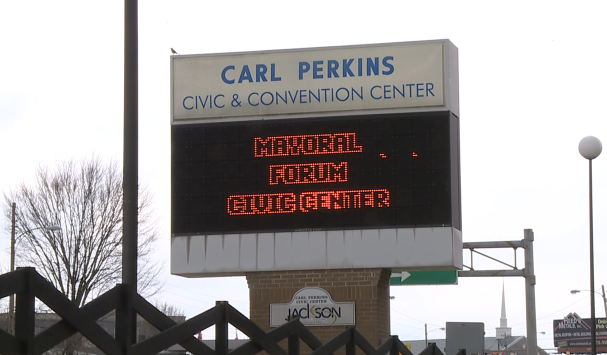 CARL PERKINS
CIVIC & CONVENTION CENTER
MAYORAL
FORUM
CIVIC CENTER
CARL PERKINS
CIVIC CENTER
JACKSON